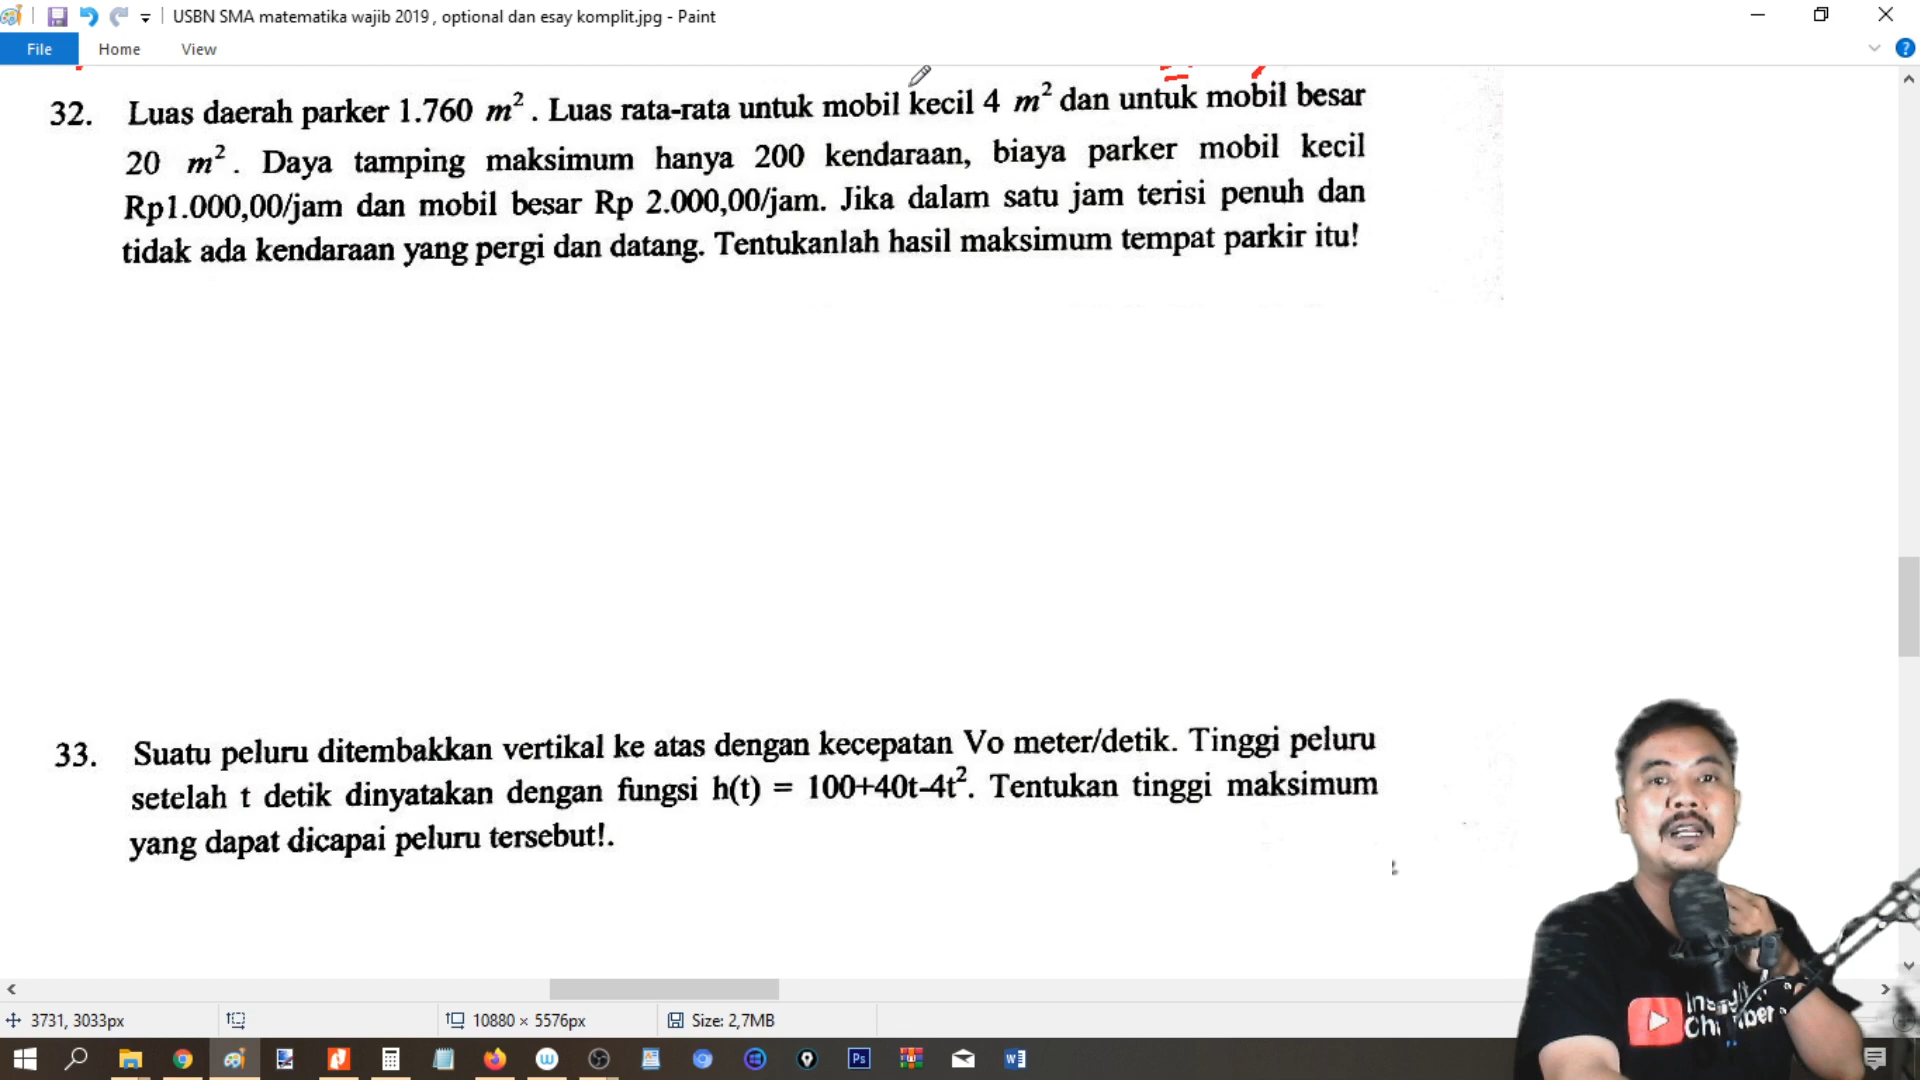 USBN SMA matematika wajib 2019 , optional dan esay komplit.jpg - Paint
File Home View
32. Luas daerah parker 1.760 m². Luas rata-rata untuk mobil kecil 4 m² dan untuk mobil besar
20 m². Daya tamping maksimum hanya 200 kendaraan, biaya parker mobil kecil
Rp1.000,00/jam dan mobil besar Rp 2.000,00/jam. Jika dalam satu jam terisi penuh dan
tidak ada kendaraan yang pergi dan datang. Tentukanlah hasil maksimum tempat parkir itu!
33. Suatu peluru ditembakkan vertikal ke atas dengan kecepatan Vo meter/detik. Tinggi peluru
setelah t detik dinyatakan dengan fungsi h(t) = 100+40t-4t². Tentukan tinggi maksimum
yang dapat dicapai peluru tersebut!.
3731, 3033px 10880 × 5576px Size: 2,7MB
Ps